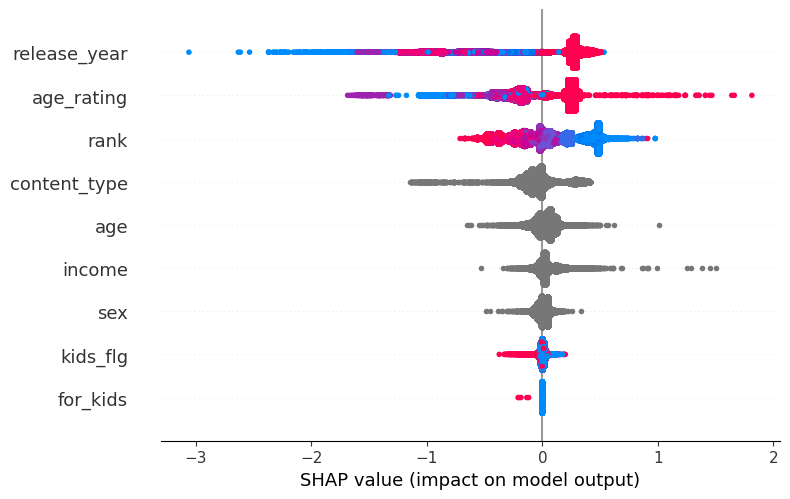 release_year
age_rating
rank
content_type
age
income
sex
kids_flg
for_kids
−3 −2 −1 0 1 2
SHAP value (impact on model output)